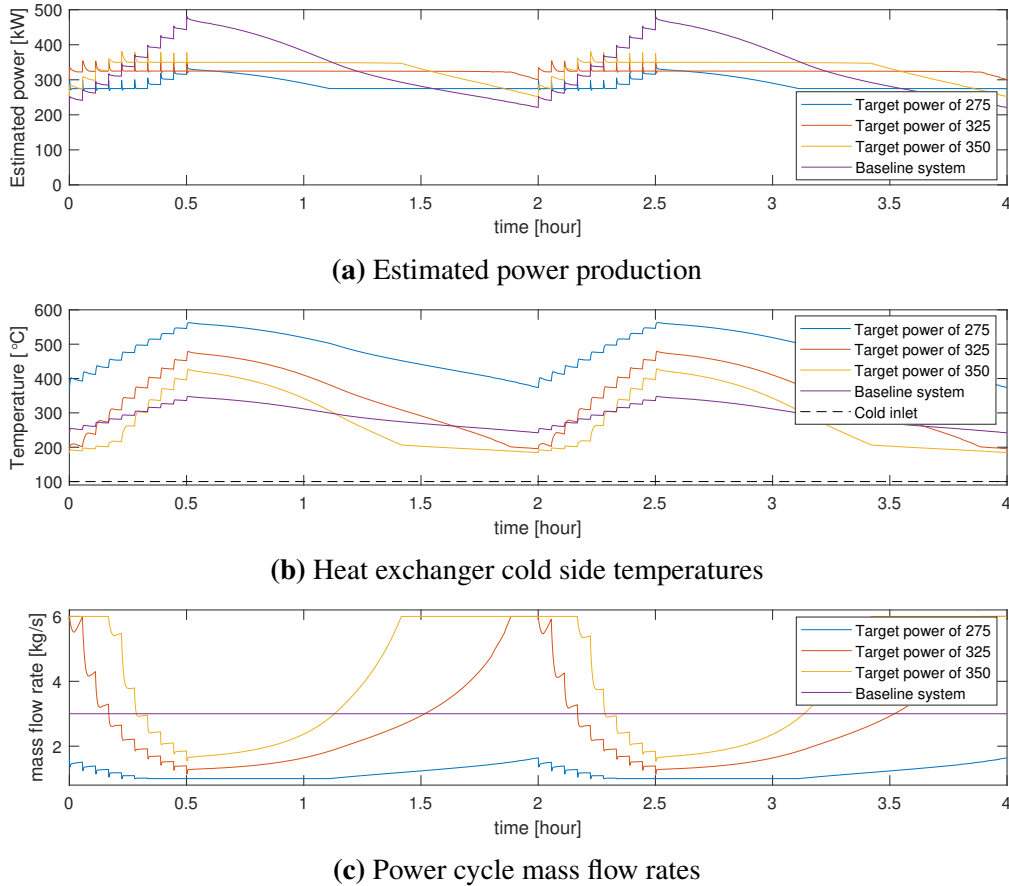 500
400
300
200
100
0
Estimated power [kW]
Target power of 275
Target power of 325
Target power of 350
Baseline system
0 0.5 1 1.5 2 2.5 3 3.5 4
time [hour]
(a) Estimated power production
600
500
400
300
200
100
Temperature [ °C]
Target power of 275
Target power of 325
Target power of 350
Baseline system
Cold inlet
0 0.5 1 1.5 2 2.5 3 3.5 4
time [hour]
(b) Heat exchanger cold side temperatures
6
4
2
mass flow rate [kg/s]
Target power of 275
Target power of 325
Target power of 350
Baseline system
0 0.5 1 1.5 2 2.5 3 3.5 4
time [hour]
(c) Power cycle mass flow rates